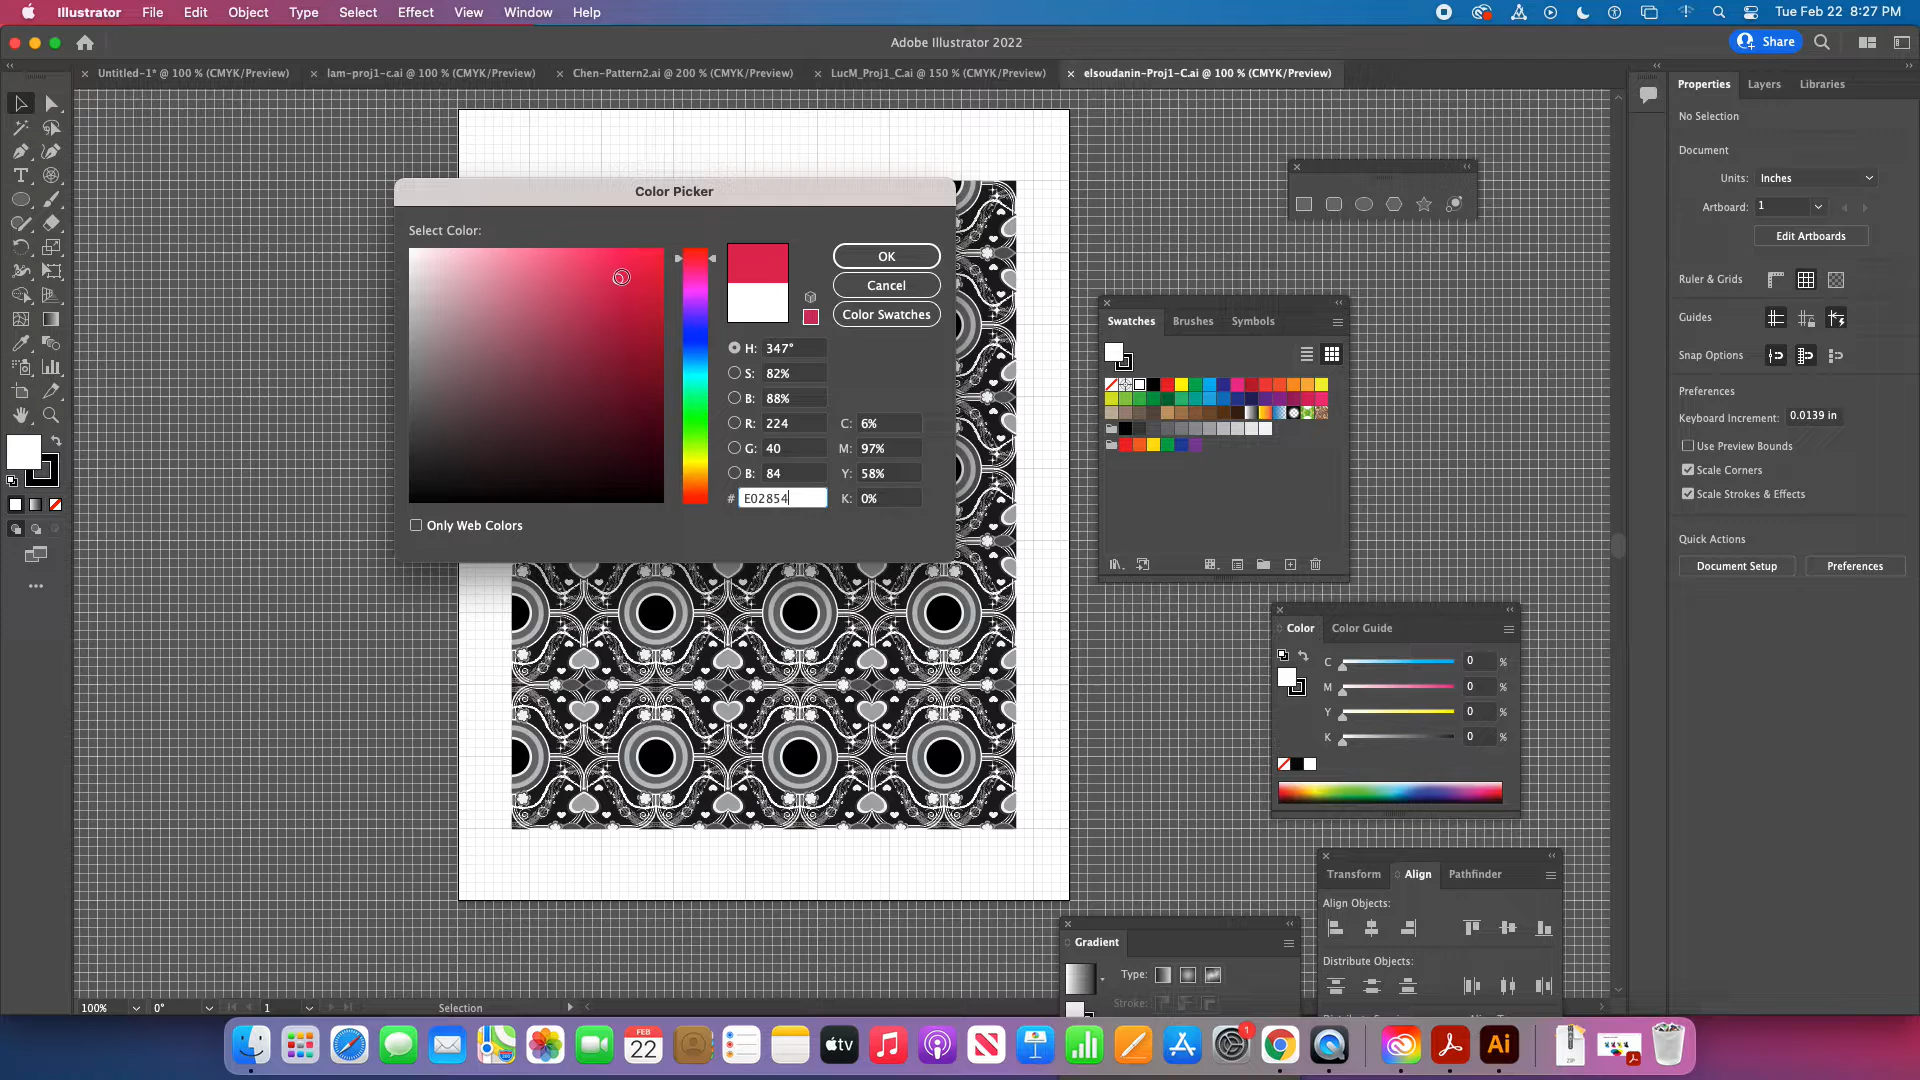 Illustrator File Edit Object Type Select Effect View Window Help Tue Feb 22 8:27 PM
Adobe Illustrator 2022
Share
Untitled-1* @ 100 % (CMYK/Preview) lam-proj1-c.ai @ 100 % (CMYK/Preview) Chen-Pattern2.ai @ 200 % (CMYK/Preview) LucM_Proj1_C.ai @ 150 % (CMYK/Preview) elsoudanin-Proj1-C.ai @ 100 % (CMYK/Preview)
Color Picker
Select Color:
OK
Cancel
Color Swatches
H: 347°
S: 82%
B: 88%
R: 224 C: 6%
G: 40 M: 97%
B: 84 Y: 58%
# E02854 K: 0%
Only Web Colors
Swatches Brushes Symbols
Color Color Guide
C 0 %
M 0 %
Y 0 %
K 0 %
Transform Align Pathfinder
Align Objects:
Distribute Objects:
Gradient
Type:
Stroke:
Properties Layers Libraries
No Selection
Document
Units: Inches
Artboard: 1
Edit Artboards
Ruler & Grids
Guides
Snap Options
Preferences
Keyboard Increment: 0.0139 in
Use Preview Bounds
Scale Corners
Scale Strokes & Effects
Quick Actions
Document Setup Preferences
100% 0° 1 Selection
FEB
22
tv
1
Ai
ZIP